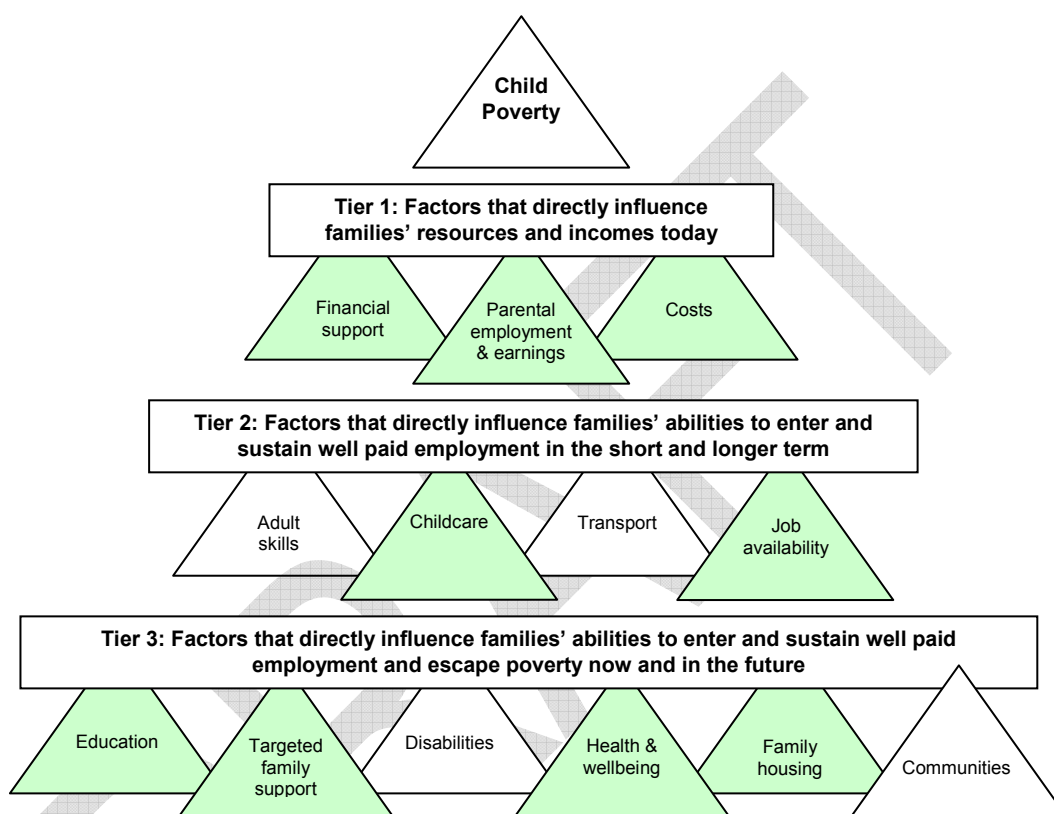 Child
Poverty
Tier 1: Factors that directly influence
families’ resources and incomes today
Financial
support
Parental
employment
& earnings
Costs
Tier 2: Factors that directly influence families’ abilities to enter and
sustain well paid employment in the short and longer term
Adult
skills
Childcare
Transport
Job
availability
Tier 3: Factors that directly influence families’ abilities to enter and sustain well paid
employment and escape poverty now and in the future
Education
Targeted
family
support
Disabilities
Health &
wellbeing
Family
housing
Communities